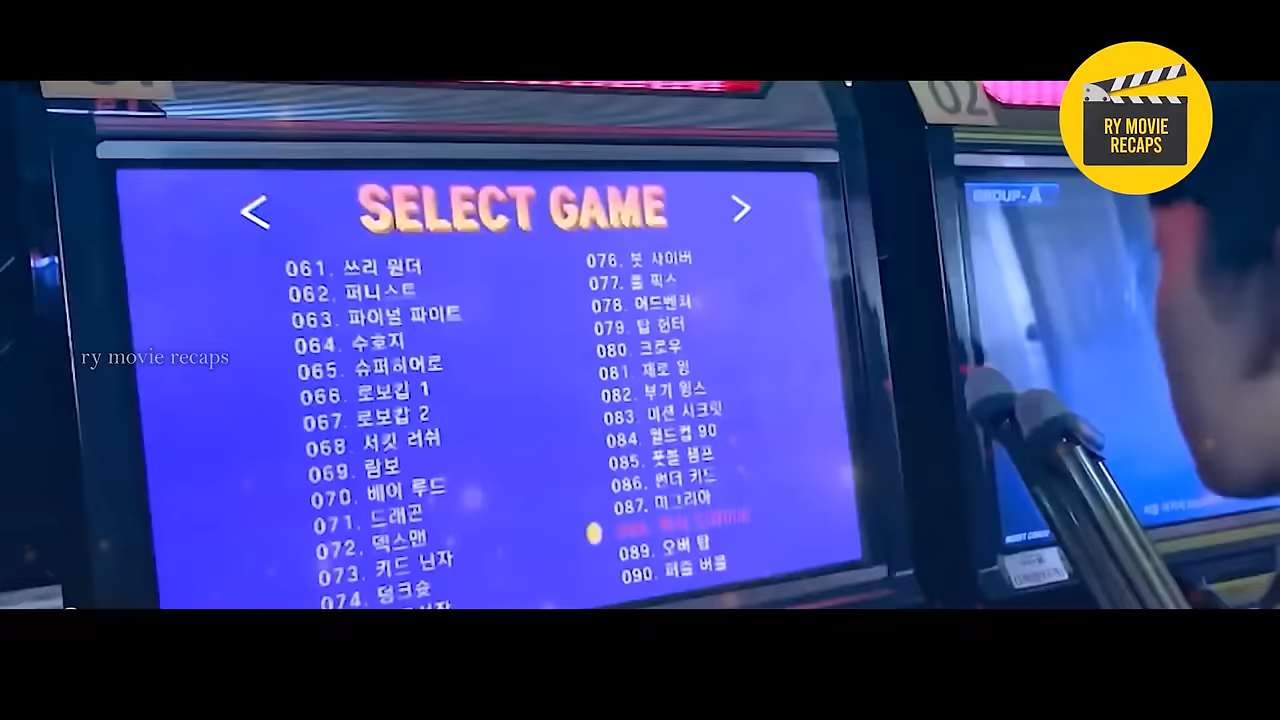 02
RY MOVIE
RECAPS
SELECT GAME
061. 쓰리 원더
062. 퍼니스트
063. 파이널 파이트
064. 수호지
065. 슈퍼히어로
066. 로보캅 1
067. 로보캅 2
068. 서킷 러쉬
069. 람보
070. 베이 루드
071. 드래곤
072. 덱스맨
073. 키드 닌자
074. 덩크슛
076. 봇 사이버
077. 롤 픽스
078. 어드벤처
079. 탑 헌터
080. 크로우
081. 제로 윙
082. 부기 윙스
083. 미션 시크릿
084. 월드컵 90
085. 풋볼 챔프
086. 썬더 키드
087. 미그리아
089. 오버 탑
090. 퍼즐 버블
GROUP-A
ry movie recaps